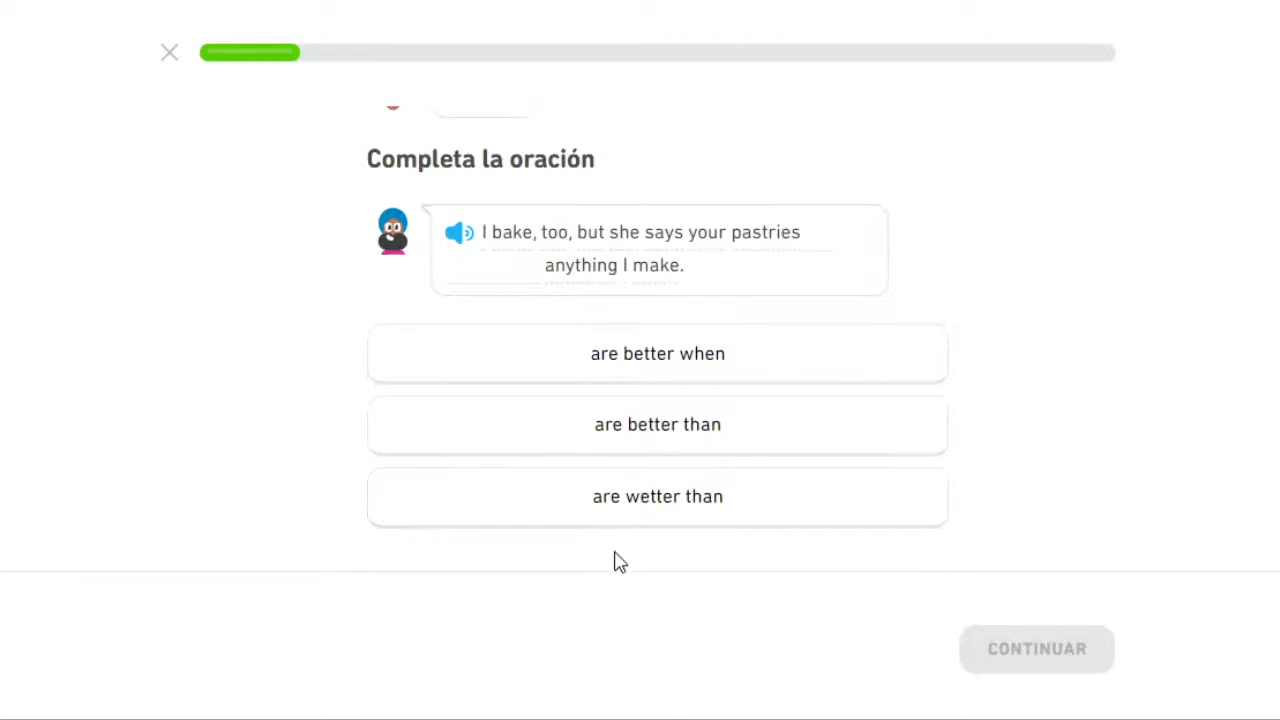 Completa la oración
I bake, too, but she says your pastries
anything I make.
are better when
are better than
are wetter than
CONTINUAR